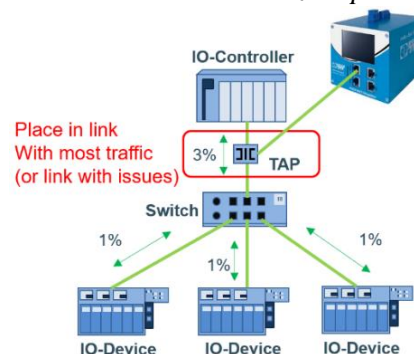 IO-Controller
Place in link
With most traffic
(or link with issues)
3%
TAP
Switch
1%
1%
1%
IO-Device
IO-Device
IO-Device